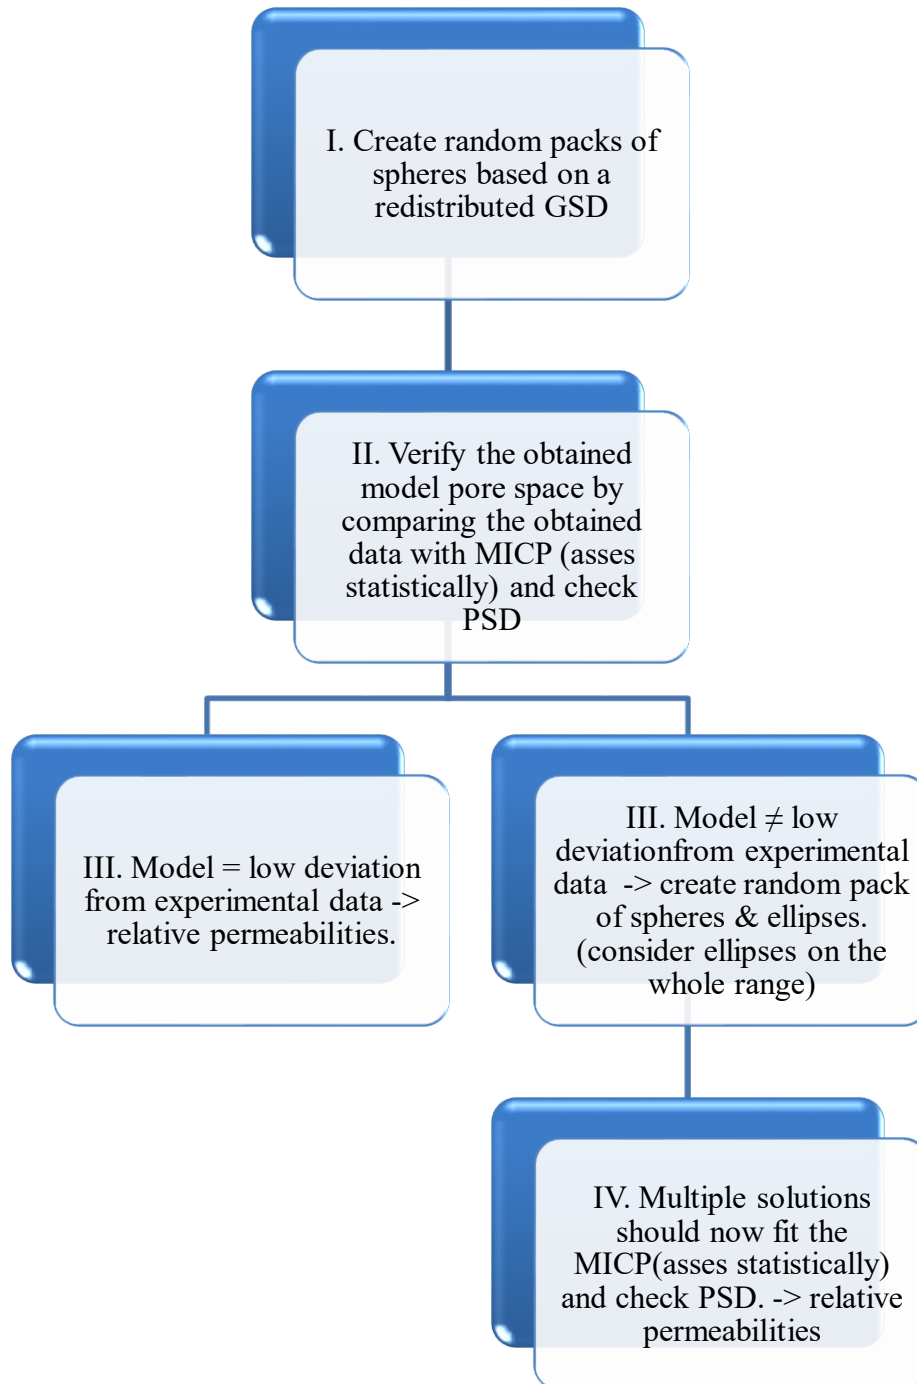 I. Create random packs of
spheres based on a
redistributed GSD
II. Verify the obtained
model pore space by
comparing the obtained
data with MICP (asses
statistically) and check
PSD
III. Model = low deviation
from experimental data ->
relative permeabilities.
III. Model ≠ low
deviationfrom experimental
data -> create random pack
of spheres & ellipses.
(consider ellipses on the
whole range)
IV. Multiple solutions
should now fit the
MICP(asses statistically)
and check PSD. -> relative
permeabilities